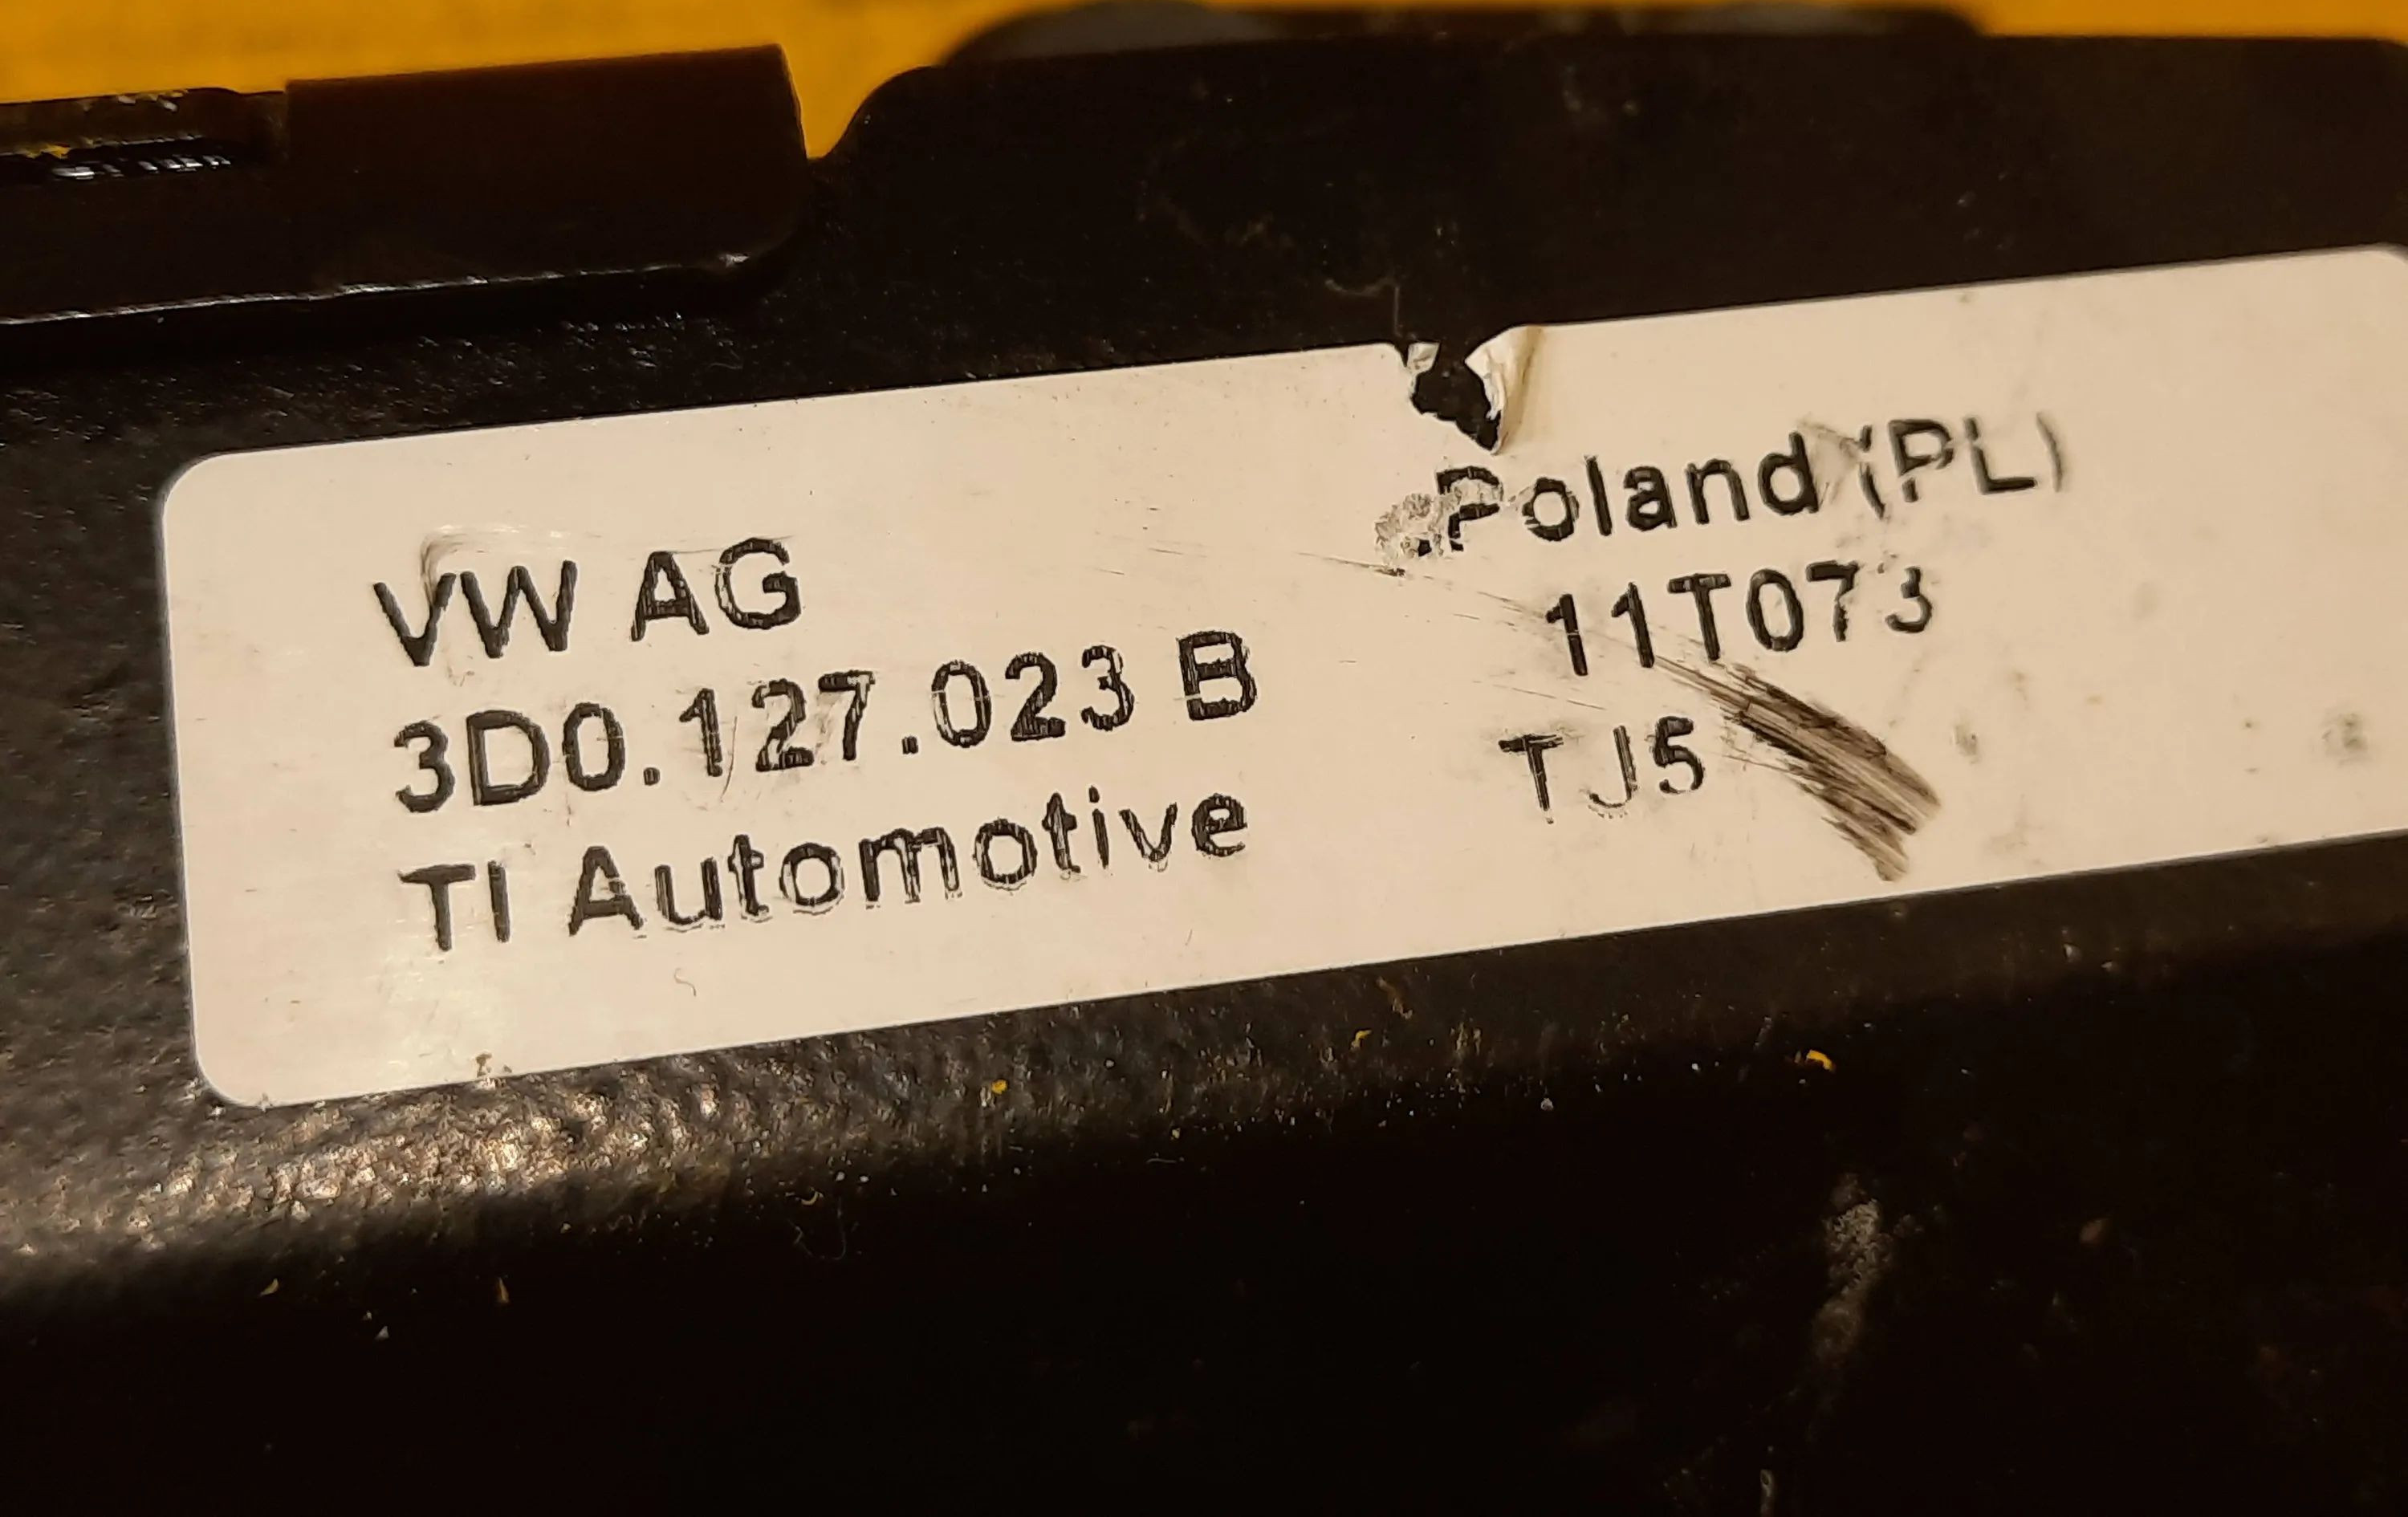 VW AG
3D0.127.023 B
TI Automotive
Poland (PL)
11T073
TJ5